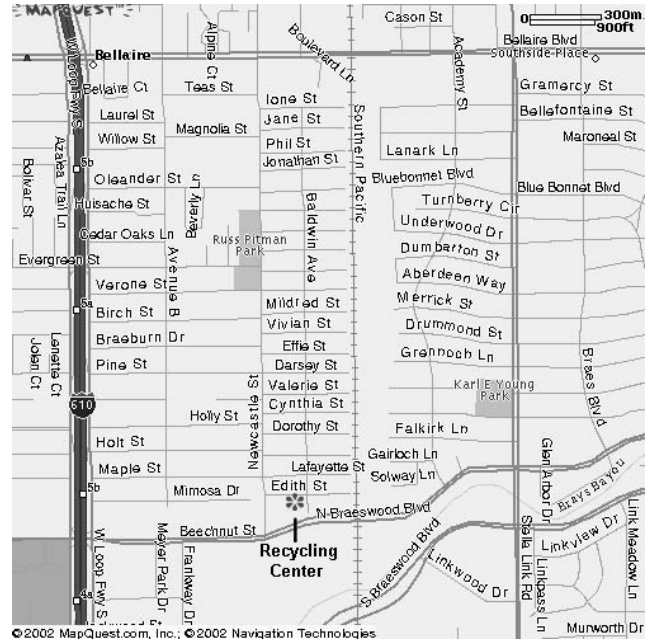 MAPQUEST
Cason St
0 300m
900ft
Bellaire
Alpine Ct
Boulevard Ln
Academy St
Bellaire Blvd
Southside Place
W Loop Fwy S
Bellaire Ct
Teas St
Ione St
Gramercy St
Laurel St
Jane St
Southern Pacific
Bellefontaine St
Willow St
Magnolia St
Phil St
Maroneal St
Azalea Trail Ln
Bolivar St
5b
Jonathan St
Lanark Ln
Oleander St
Bluebonnet Blvd
Blue Bonnet Blvd
Huisache St
Beverly Ln
Baldwin Ave
Turnberry Cir
Cedar Oaks Ln
Russ Pitman
Park
Underwood Dr
Evergreen St
Avenue B
Dumbarton St
Verone St
Aberdeen Way
5a
Birch St
Mildred St
Merrick St
Braeburn Dr
Vivian St
Drummond St
Lenette Ct
Jolen Ct
Effie St
Grennoch Ln
Pine St
Darsey St
Braes Blvd
Valerie St
Karl E Young
Park
610
Newcastle St
Cynthia St
Holly St
Dorothy St
Falkirk Ln
Holt St
Gairloch Ln
Maple St
Lafayette St
Solway Ln
Glen Arbor Dr
Brays Bayou
5b
Mimosa Dr
Edith St
N Braeswood Blvd
Beechnut St
Recycling
Center
S Braeswood Blvd
Stella Link Rd
Linkview Dr
Link Meadow Ln
W Loop Fwy S
Meyer Park Dr
Frankway Dr
Linkwood Dr
Linkpass Ln
4a
Murworth Dr
©2002 MapQuest.com, Inc.; ©2002 Navigation Technologies